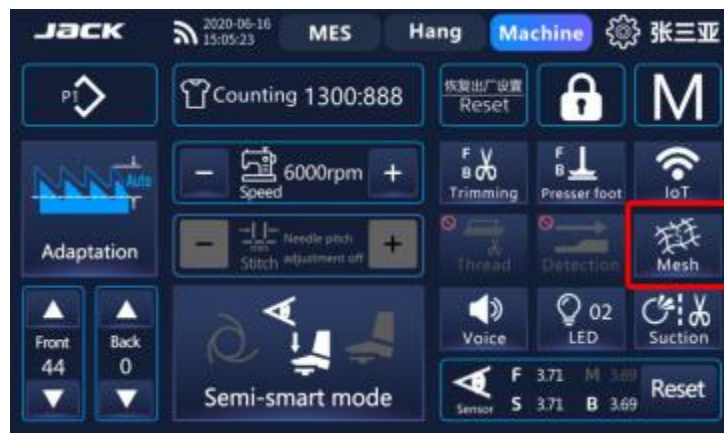 JACK
2020-06-16
15:05:23
MES
Hang
Machine
张三亚
P1
Counting 1300:888
恢复出厂设置
Reset
M
Auto
Adaptation
6000rpm
Speed
F
B
Trimming
F
B
Presser foot
IoT
Needle pitch
adjustment off
Stitch
Thread
Detection
Mesh
Front
44
Back
0
Semi-smart mode
Voice
02
LED
Suction
Sensor
F 3.71 M 3.69
S 3.71 B 3.69
Reset